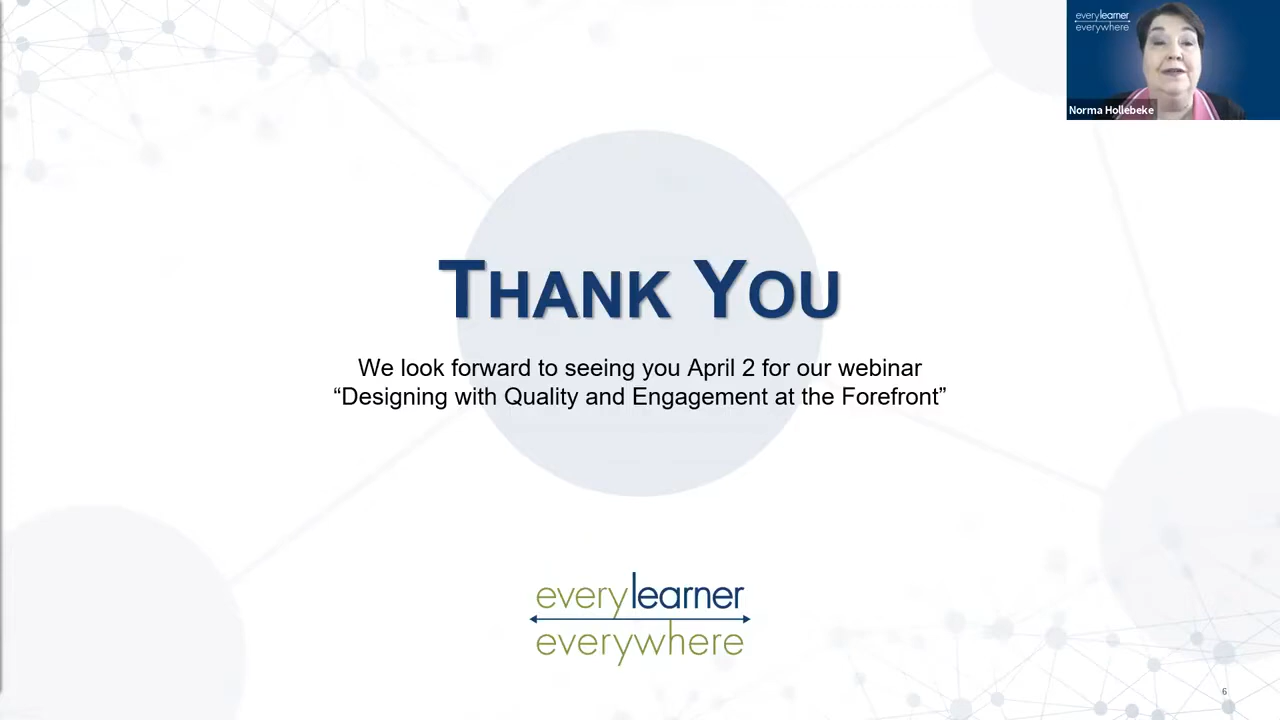 everylearner
everywhere
Norma Hollebeke
THANK YOU
We look forward to seeing you April 2 for our webinar
“Designing with Quality and Engagement at the Forefront”
everylearner
everywhere
6